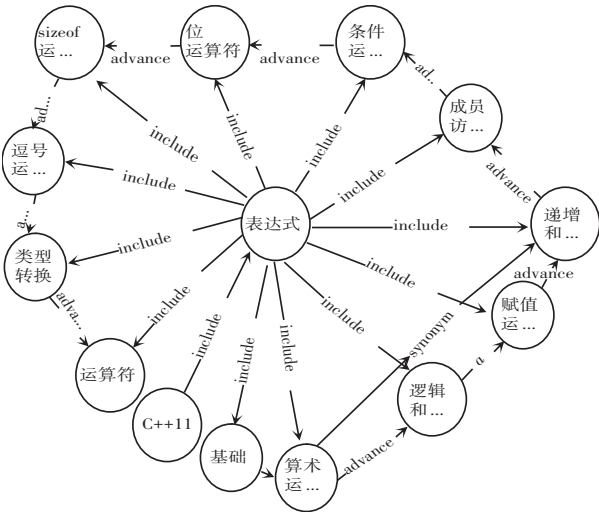 sizeof
运 ...
advance
位
运算符
advance
条件
运 ...
ad..
成员
访 ...
ad...
include
include
include
include
advance
逗号
运 ...
include
a...
表达式
include
递增
和 ...
类型
转换
include
include
advance
adva...
include
include
赋值
运 ...
运算符
include
include
include
synonym
a
C++11
逻辑
和 ...
基础
算术
运 ...
advance